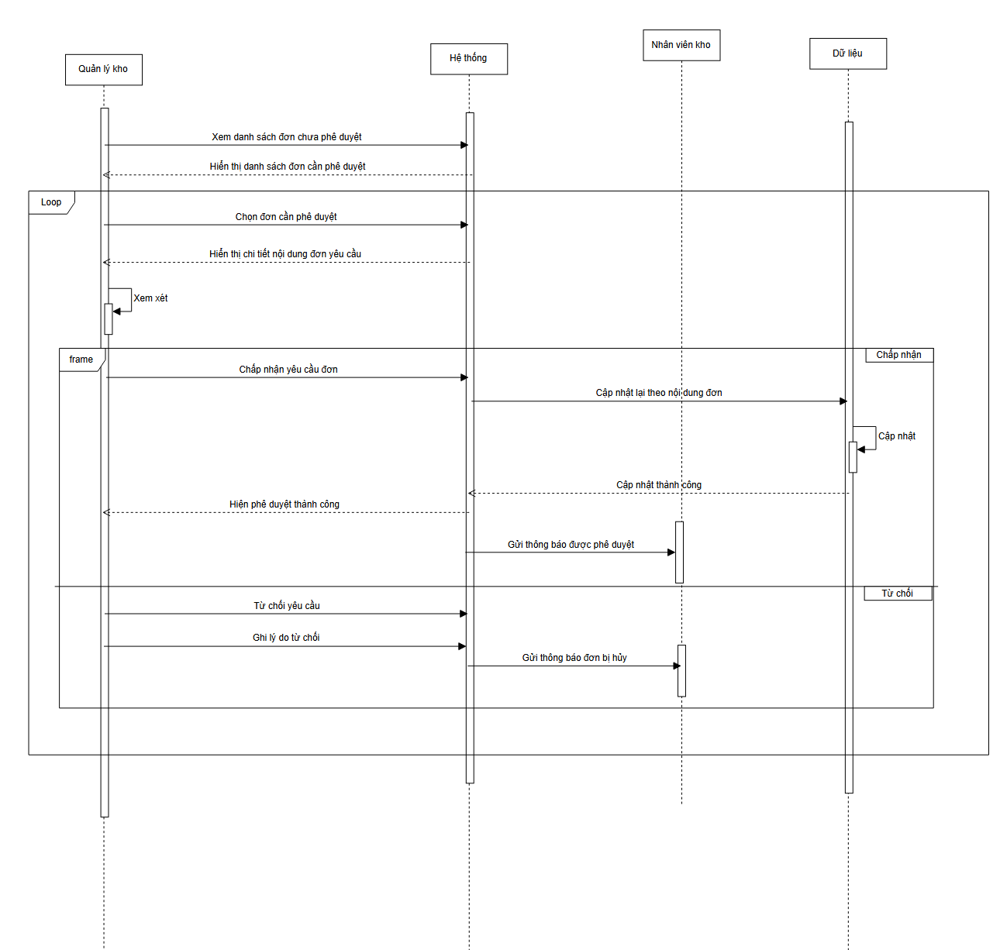 Nhân viên kho
Dữ liệu
Hệ thống
Quản lý kho
Xem danh sách đơn chưa phê duyệt
Hiển thị danh sách đơn cần phê duyệt
Loop
Chọn đơn cần phê duyệt
Hiển thị chi tiết nội dung đơn yêu cầu
Xem xét
frame
Chấp nhận
Chấp nhận yêu cầu đơn
Cập nhật lại theo nội dung đơn
Cập nhật
Cập nhật thành công
Hiện phê duyệt thành công
Gửi thông báo được phê duyệt
Từ chối
Từ chối yêu cầu
Ghi lý do từ chối
Gửi thông báo đơn bị hủy